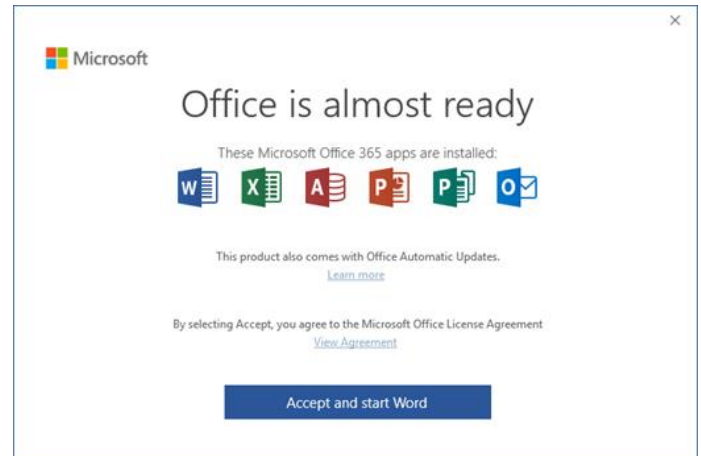 Microsoft
Office is almost ready
These Microsoft Office 365 apps are installed:
W X A P P O
This product also comes with Office Automatic Updates.
Learn more
By selecting Accept, you agree to the Microsoft Office License Agreement
View Agreement
Accept and start Word